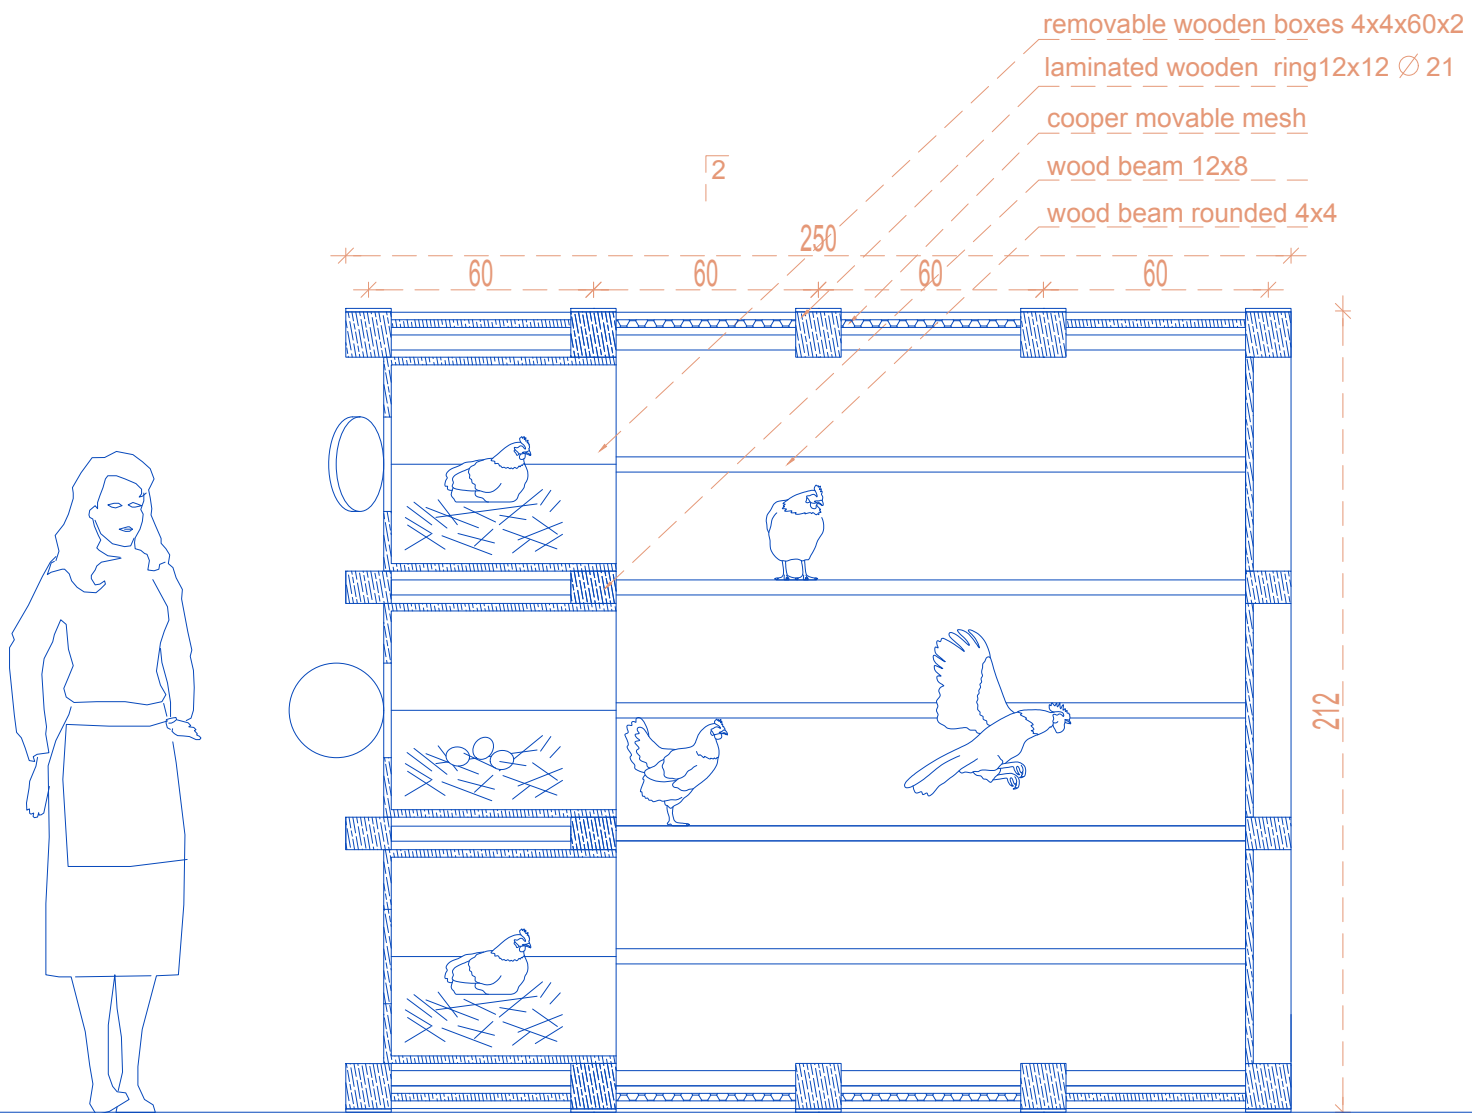 removable wooden boxes 4x4x60x2
laminated wooden ring12x12 ∅ 21
cooper movable mesh
2
wood beam 12x8
wood beam rounded 4x4
250
60 60 60 60
212